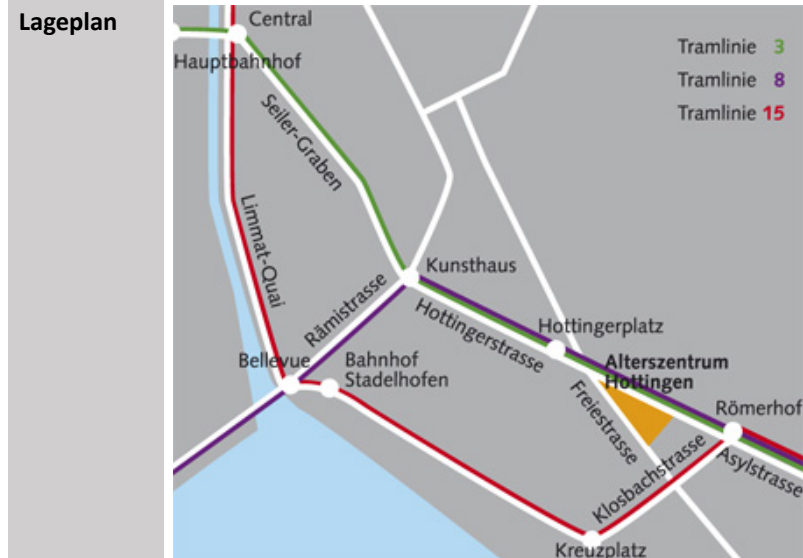 Lageplan
Central
Hauptbahnhof
Tramlinie 3
Tramlinie 8
Tramlinie 15
Seiler-Graben
Limmat-Quai
Kunsthaus
Rämistrasse
Hottingerstrasse
Hottingerplatz
Bellevue
Bahnhof
Stadelhofen
Alterszentrum
Hottingen
Freiestrasse
Römerhof
Klosbachstrasse
Asylstrasse
Kreuzplatz